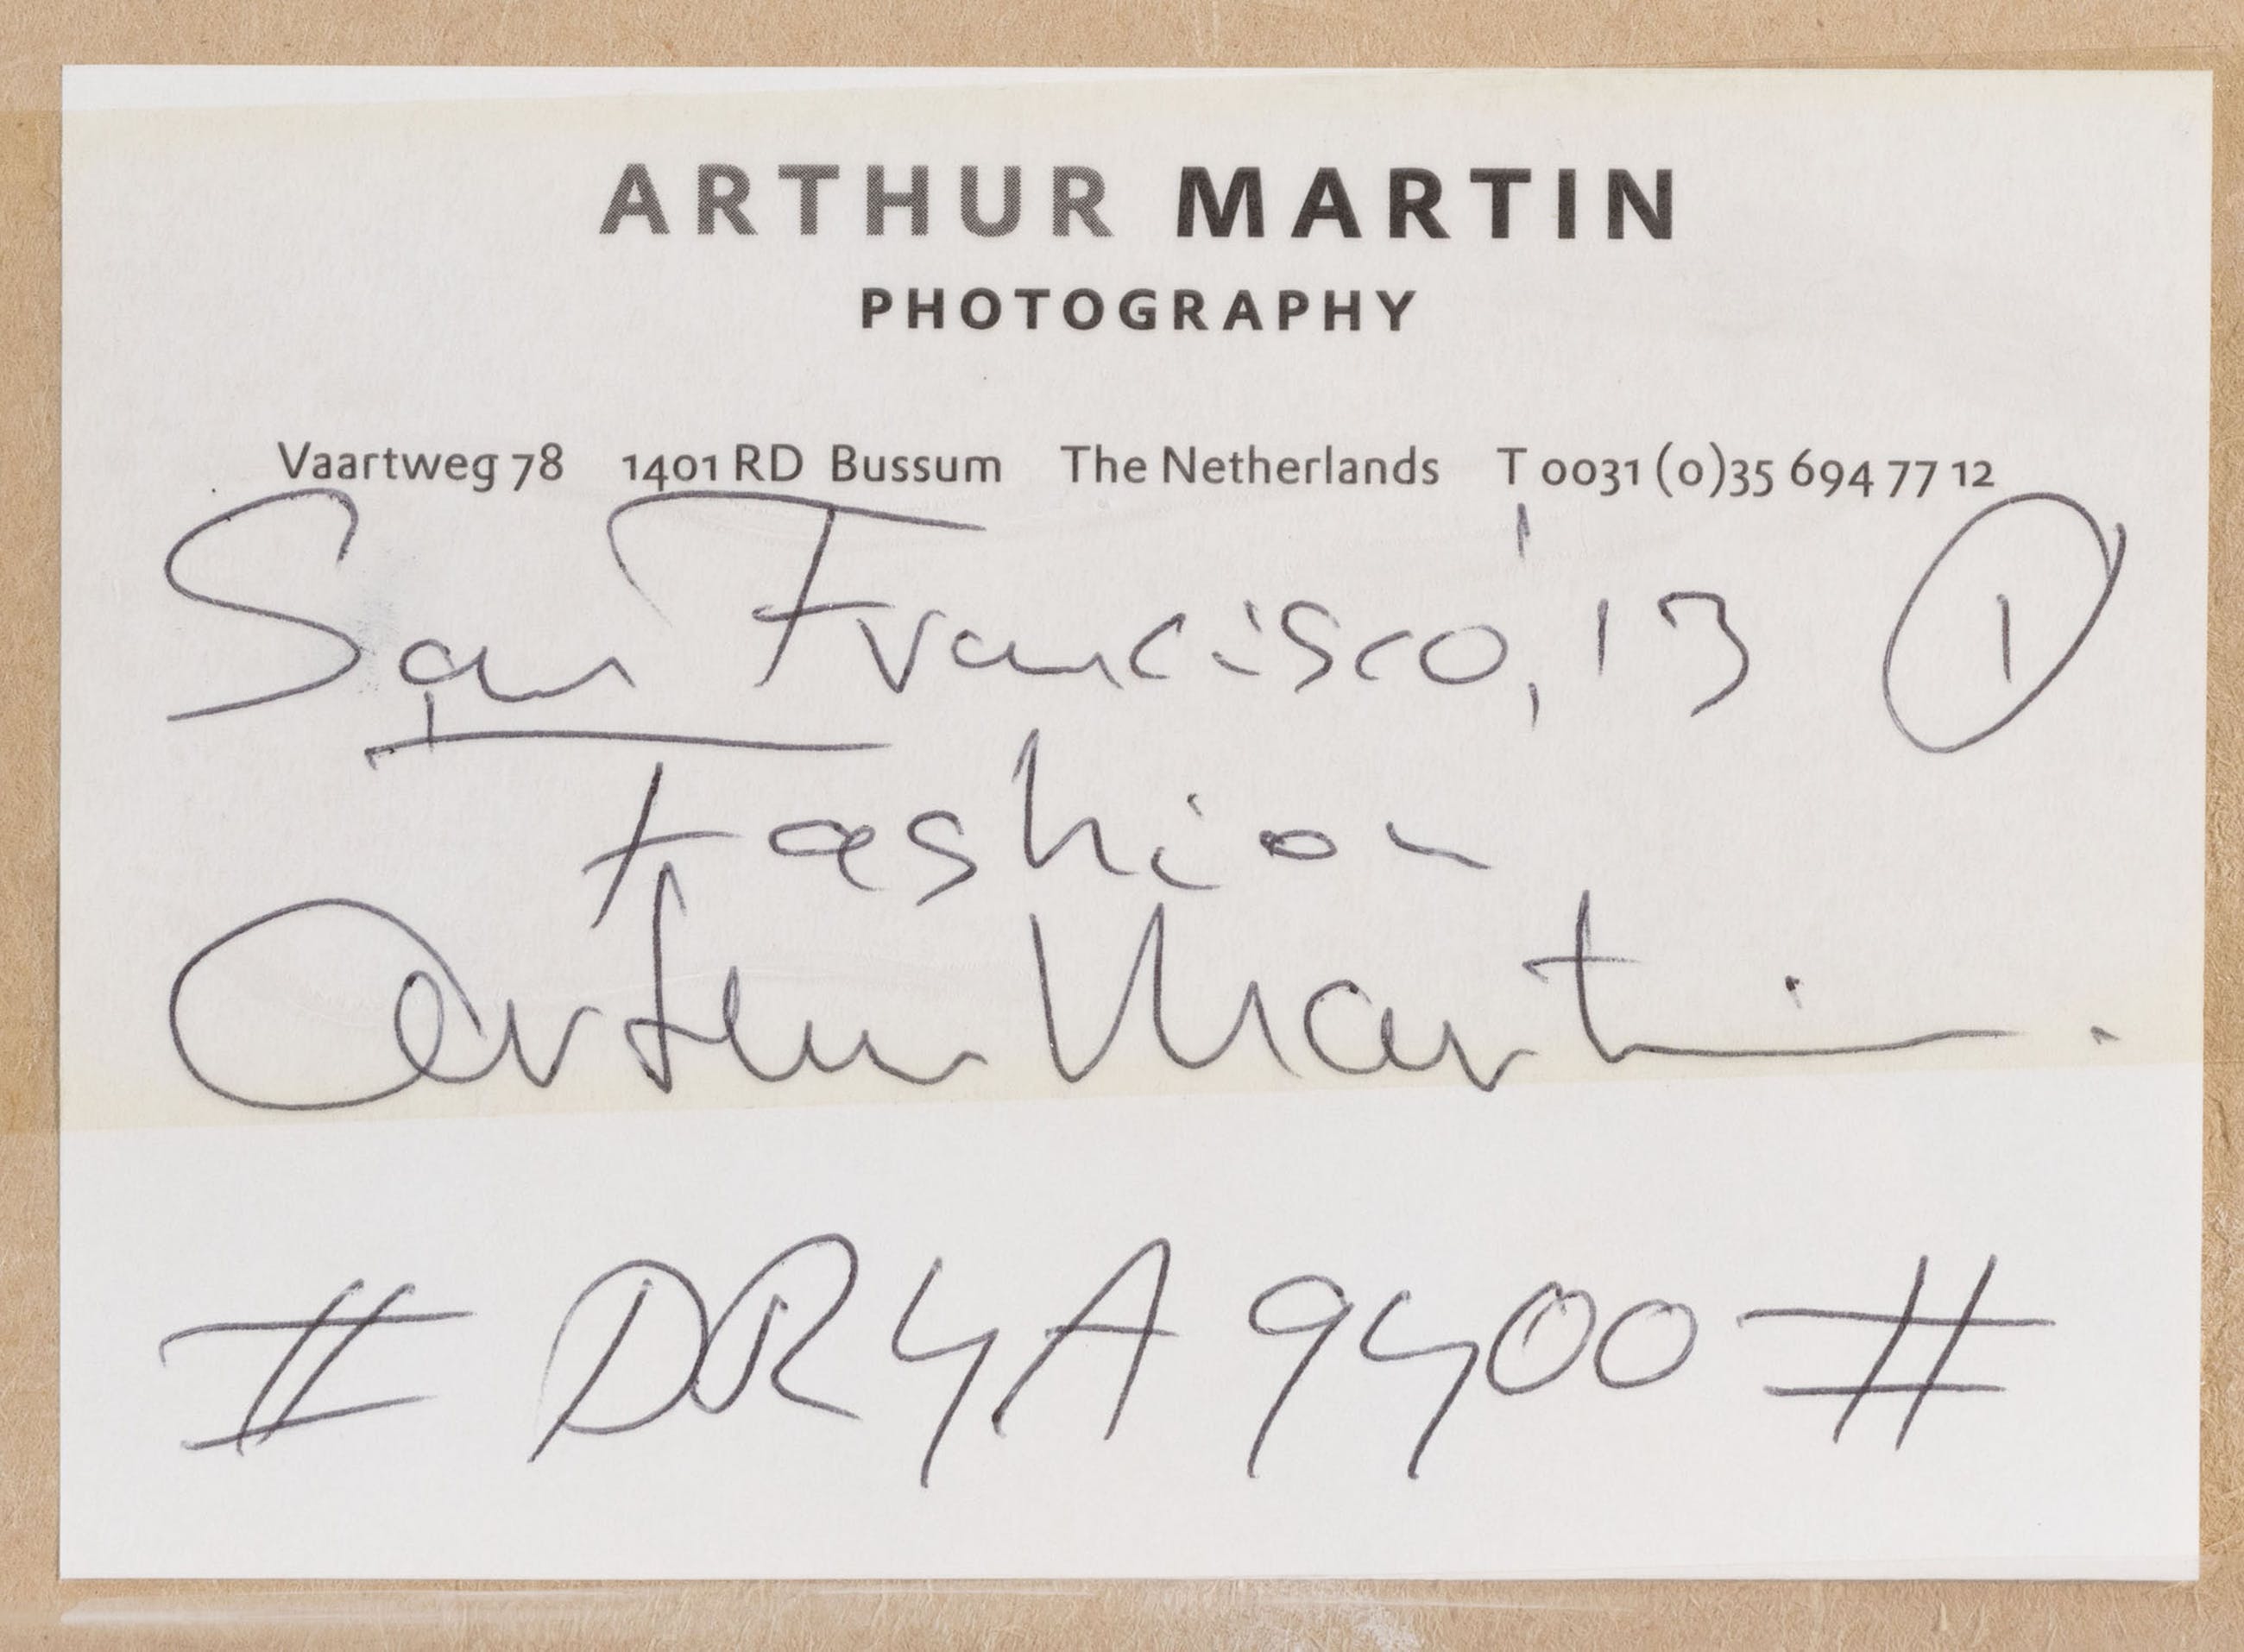 ARTHUR MARTIN
PHOTOGRAPHY
Vaartweg 78 1401 RD Bussum The Netherlands T 0031 (0)35 694 77 12
San Francisco, '13 1
Fashion
Arthur Martin.
# DR4A 9400 #